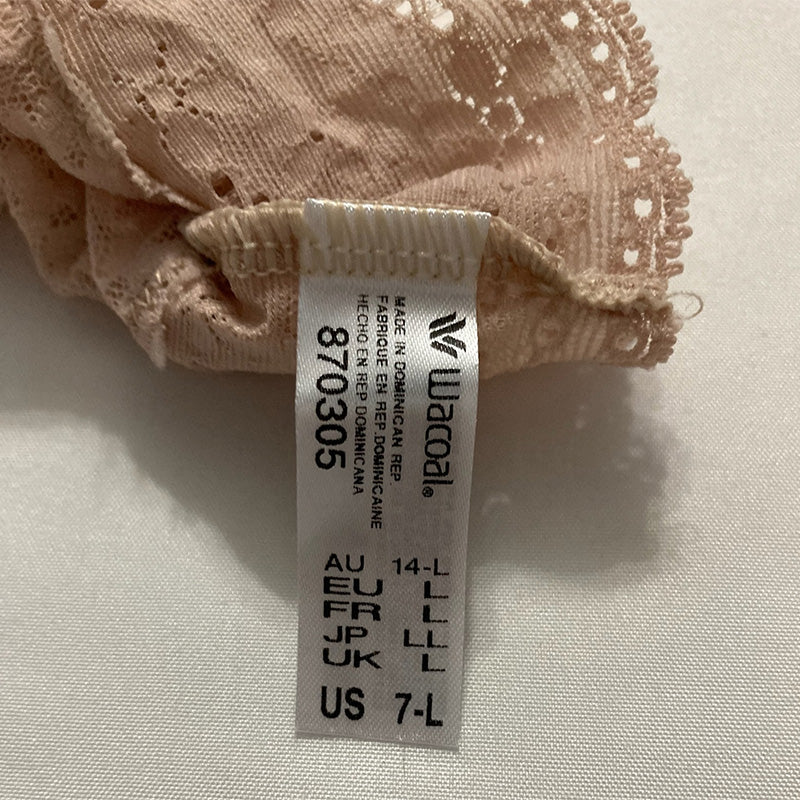 wacoal®
MADE IN DOMINICAN REP.
FABRIQUE EN REP.DOMINICAINE
HECHO EN REP DOMINICANA
870305
AU 14-L
EU L
FR L
JP LL
UK L
US 7-L